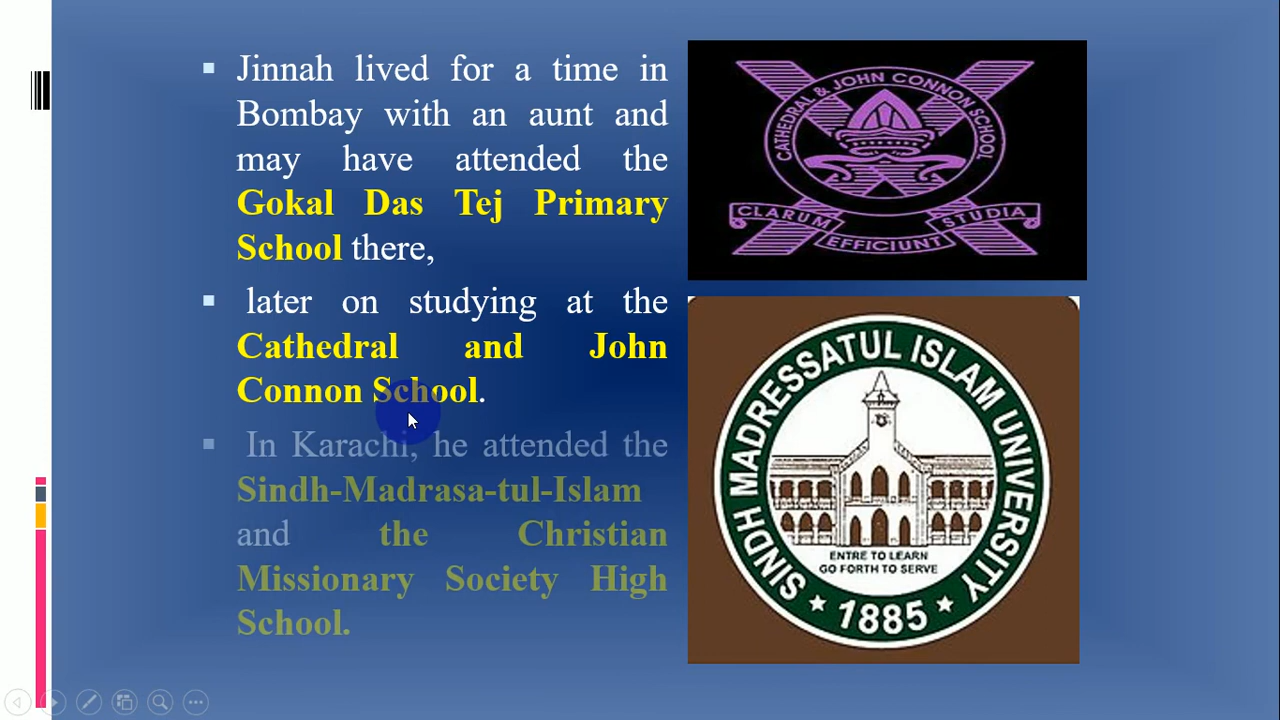 Jinnah lived for a time in
Bombay with an aunt and
may have attended the
Gokal Das Tej Primary
School there,
later on studying at the
Cathedral and John
Connon School.
In Karachi, he attended the
Sindh-Madrasa-tul-Islam
and the Christian
Missionary Society High
School.
CATHEDRAL & JOHN CONNON SCHOOL
CLARUM EFFICIUNT STUDIA
SINDH MADRESSATUL ISLAM UNIVERSITY
ENTRE TO LEARN
GO FORTH TO SERVE
★ 1885 ★